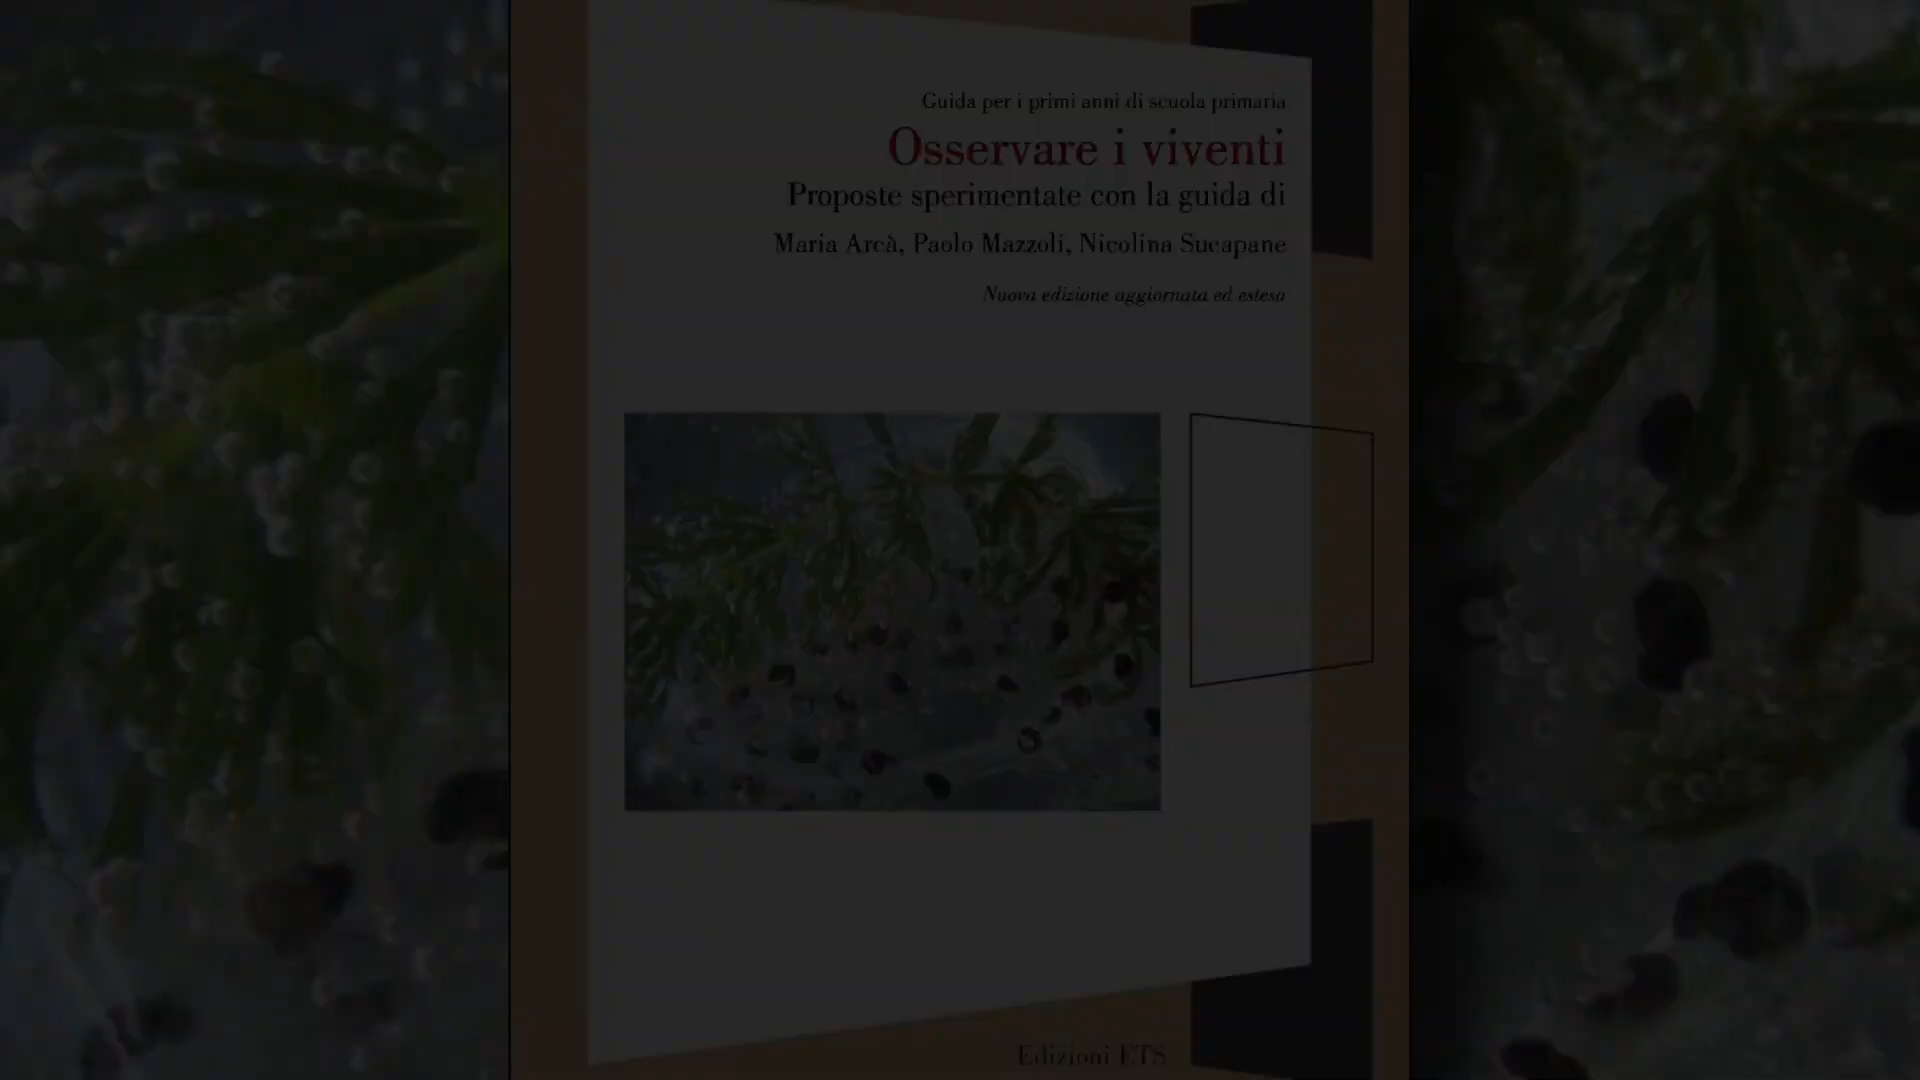 Guida per i primi anni di scuola primaria
Osservare i viventi
Proposte sperimentate con la guida di
Maria Arcà, Paolo Mazzoli, Nicolina Sucapane
Nuova edizione aggiornata ed estesa
Edizioni ETS